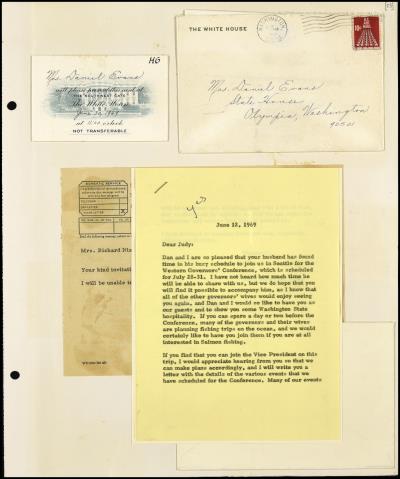 HG
Mrs. Daniel Evans
will please present this card at
THE SOUTHWEST GATE
The White House
June 30, 1969
at 11:00 o'clock
NOT TRANSFERABLE
THE WHITE HOUSE
WASHINGTON
10c
Mrs. Daniel Evans
State House
Olympia, Washington
98501
DOMESTIC SERVICE
TELEGRAM
X
Mrs. Richard Nix
Your kind invitati
I will be unable t
yes
June 12, 1969
Dear Judy:
Dan and I are so pleased that your husband has found
time in his busy schedule to join us in Seattle for the
Western Governors' Conference, which is scheduled
for July 28-31. I have not heard how much time he
will be able to share with us, but we do hope that you
will find it possible to accompany him, as I know that
all of the other governors' wives would enjoy seeing
you again, and Dan and I would so like to have you as
our guests and to show you some Washington State
hospitality. If you can spare a day or two before the
Conference, many of the governors and their wives
are planning fishing trips on the ocean, and we would
certainly like to have you join them if you are at all
interested in Salmon fishing.
If you find that you can join the Vice President on this
trip, I would appreciate hearing from you so that we
can make plans accordingly, and I will write you a
letter with the details of the various events that we
have scheduled for the Conference. Many of our events